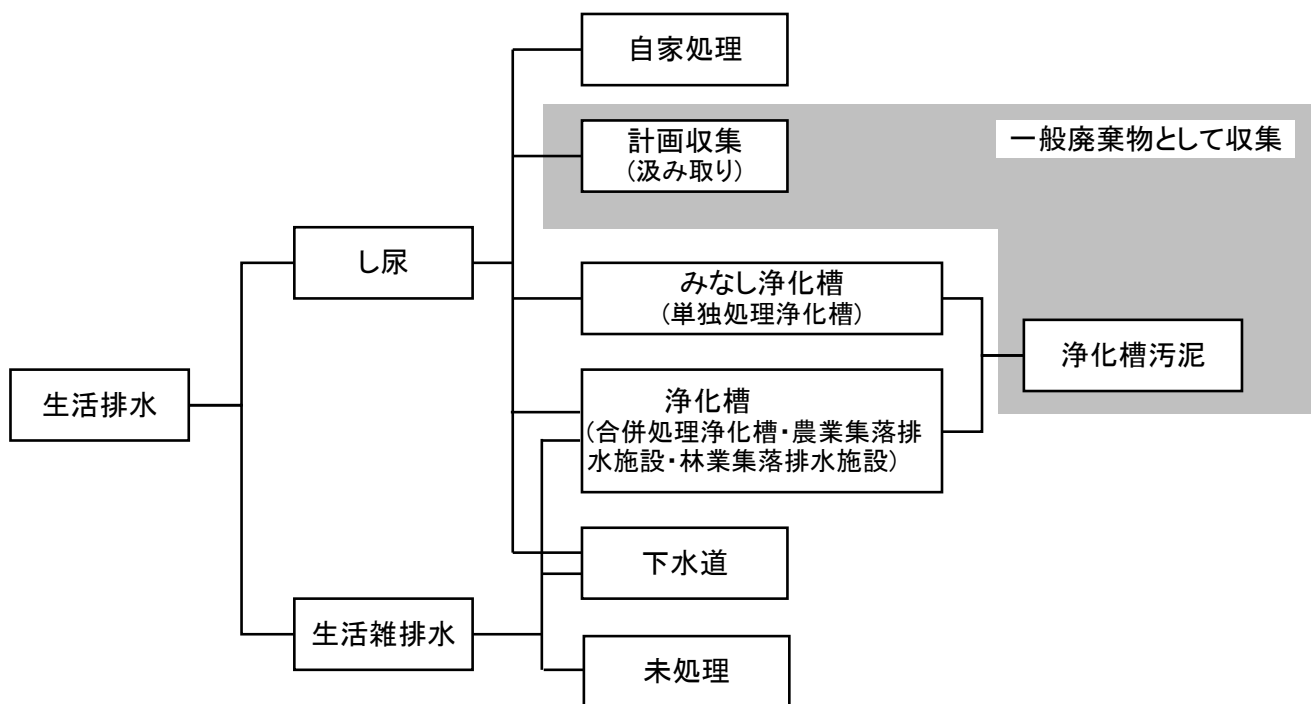 自家処理
計画収集
(汲み取り)
一般廃棄物として収集
し尿
みなし浄化槽
(単独処理浄化槽)
浄化槽汚泥
生活排水
浄化槽
(合併処理浄化槽・農業集落排
水施設・林業集落排水施設)
下水道
生活雑排水
未処理